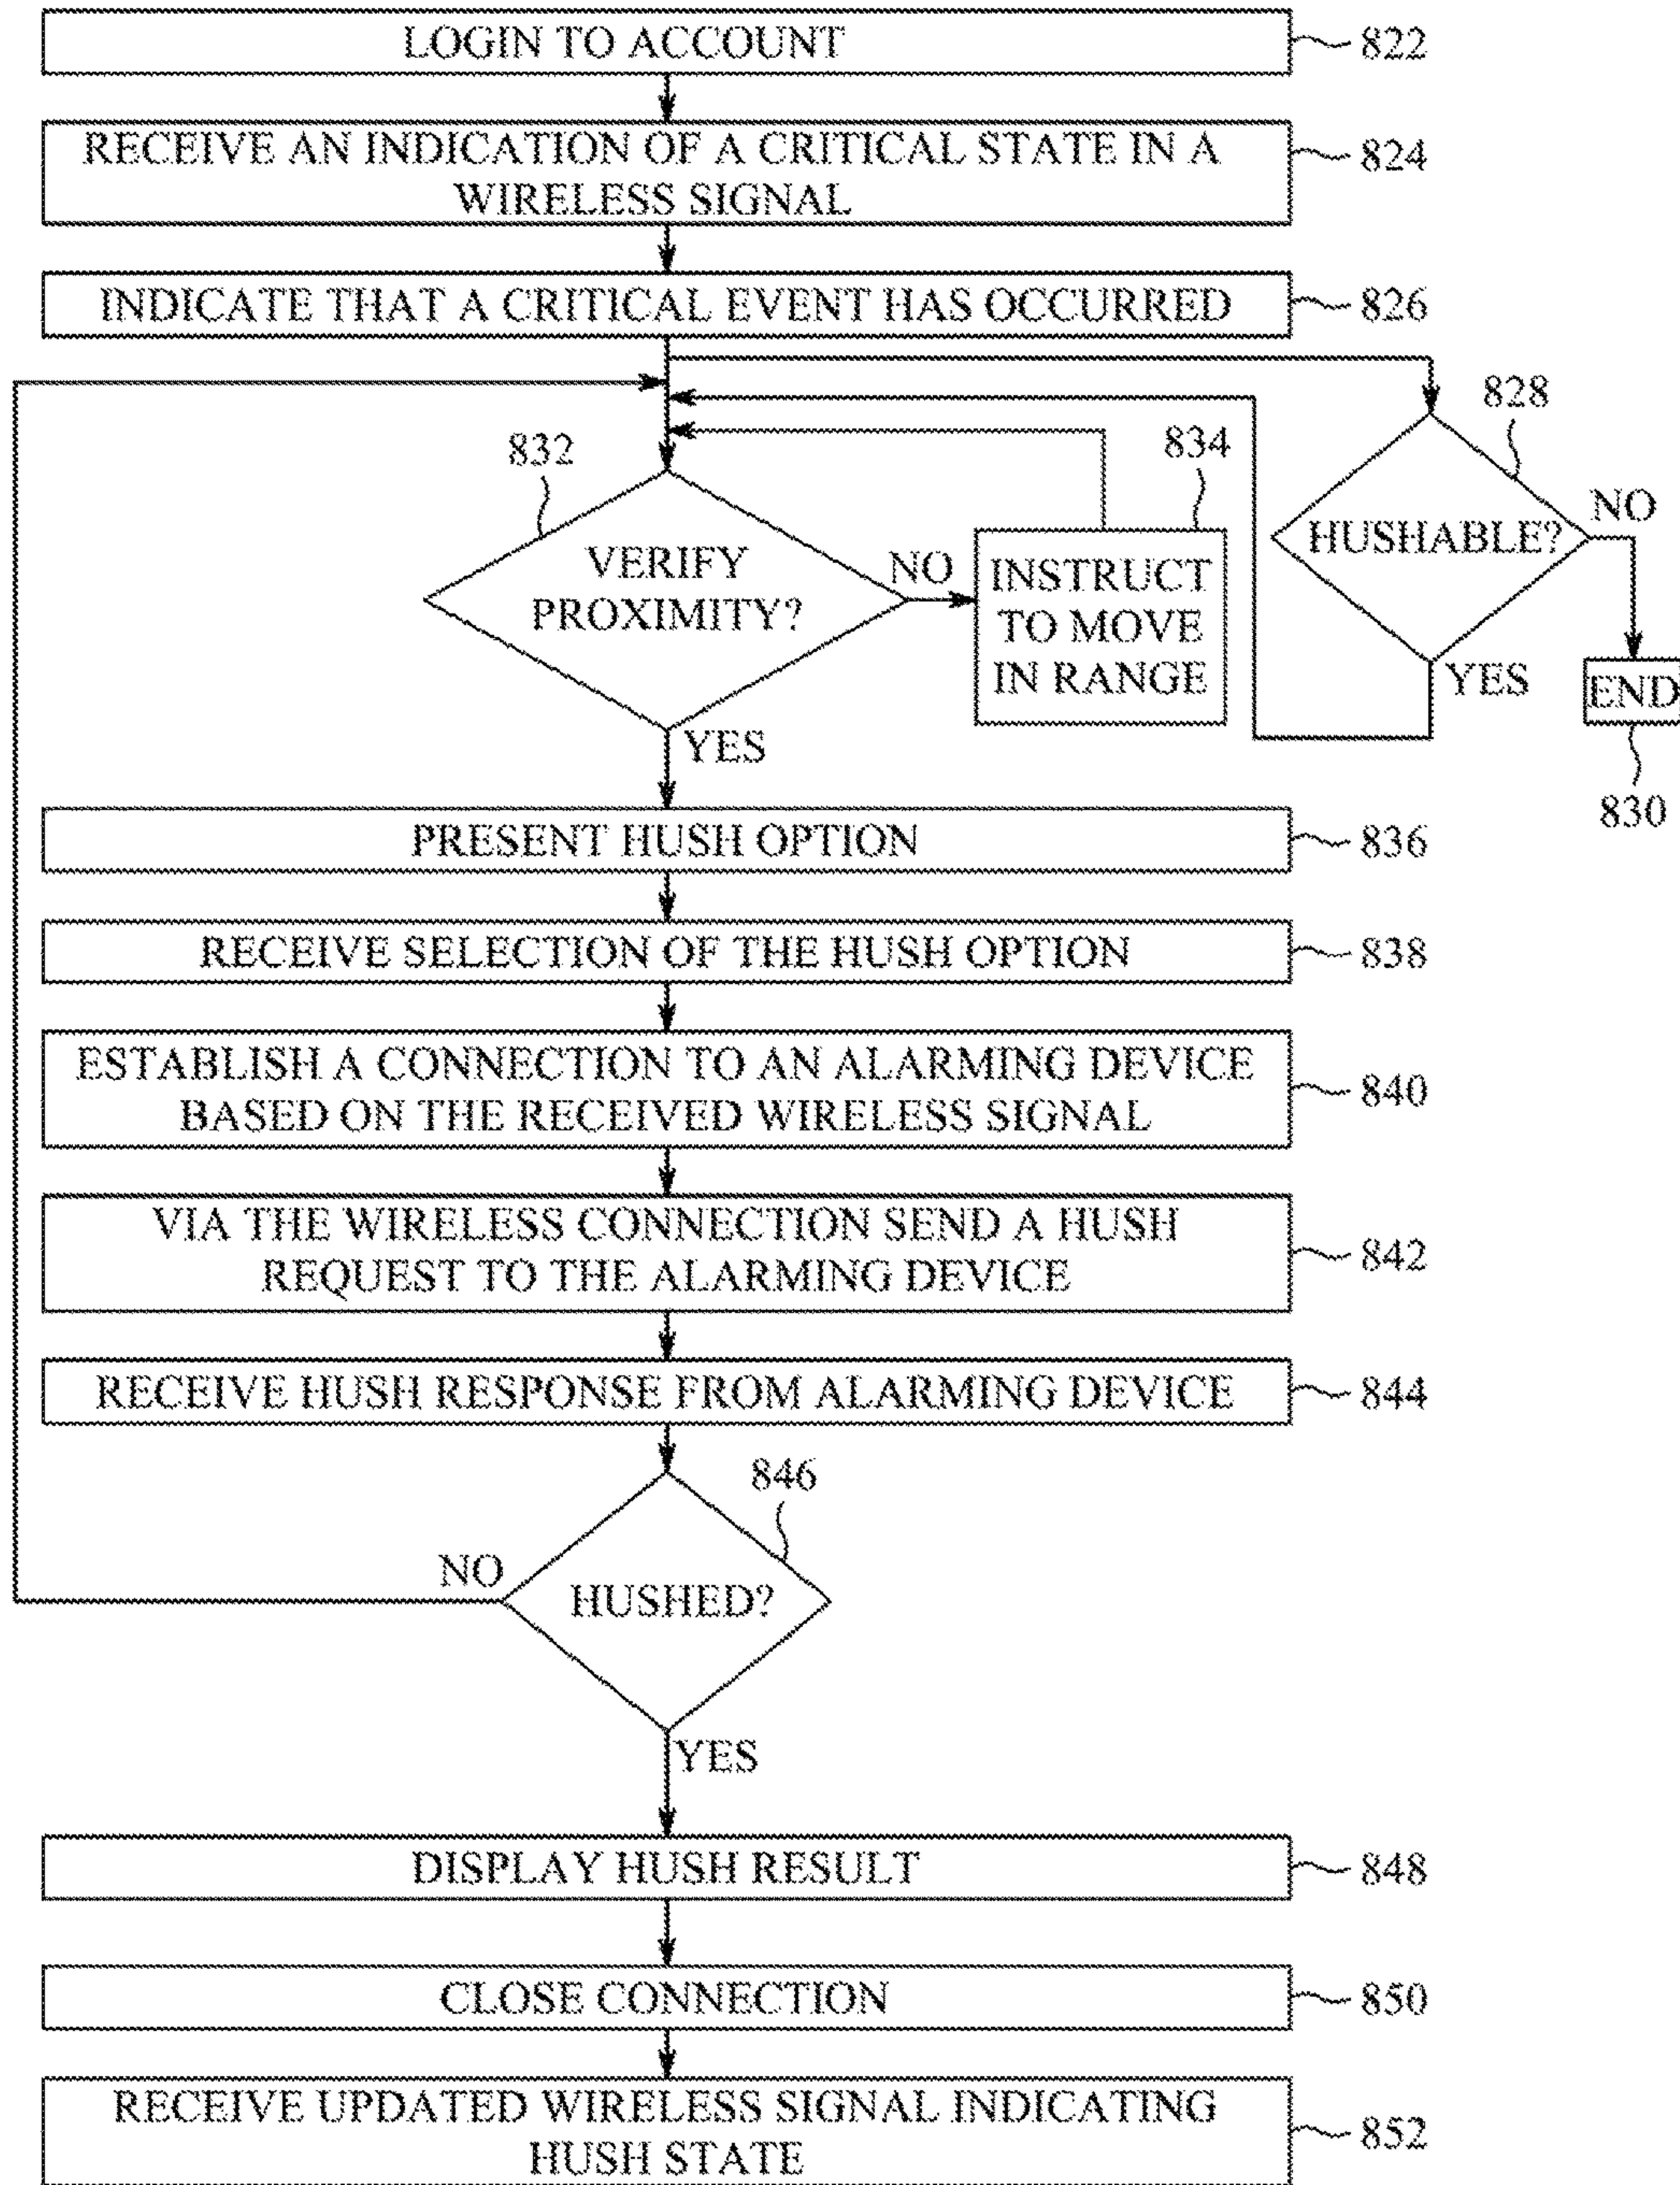 LOGIN TO ACCOUNT
822
RECEIVE AN INDICATION OF A CRITICAL STATE IN A
WIRELESS SIGNAL
824
INDICATE THAT A CRITICAL EVENT HAS OCCURRED
826
828
HUSHABLE?
NO
YES
END
830
832
VERIFY
PROXIMITY?
NO
834
INSTRUCT
TO MOVE
IN RANGE
YES
PRESENT HUSH OPTION
836
RECEIVE SELECTION OF THE HUSH OPTION
838
ESTABLISH A CONNECTION TO AN ALARMING DEVICE
BASED ON THE RECEIVED WIRELESS SIGNAL
840
VIA THE WIRELESS CONNECTION SEND A HUSH
REQUEST TO THE ALARMING DEVICE
842
RECEIVE HUSH RESPONSE FROM ALARMING DEVICE
844
846
NO
HUSHED?
YES
DISPLAY HUSH RESULT
848
CLOSE CONNECTION
850
RECEIVE UPDATED WIRELESS SIGNAL INDICATING
HUSH STATE
852